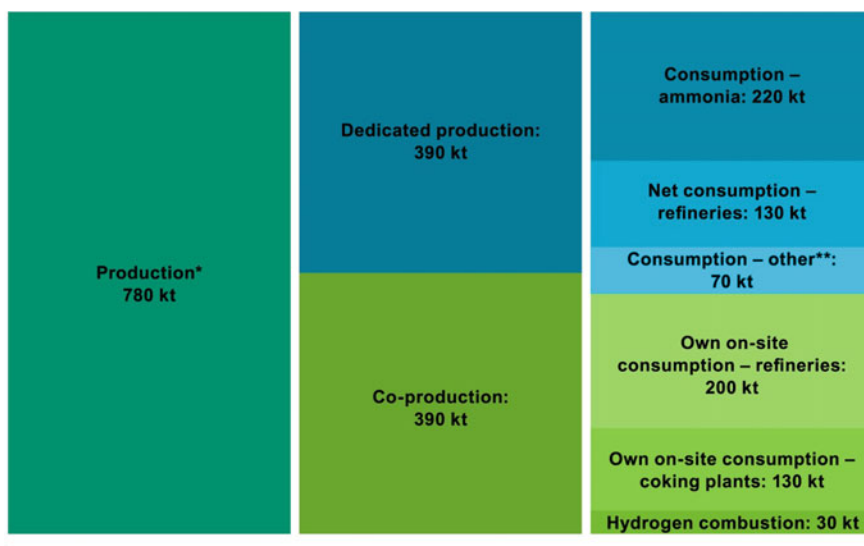 Production*
780 kt
Dedicated production:
390 kt
Co-production:
390 kt
Consumption –
ammonia: 220 kt
Net consumption –
refineries: 130 kt
Consumption – other**:
70 kt
Own on-site
consumption – refineries:
200 kt
Own on-site consumption –
coking plants: 130 kt
Hydrogen combustion: 30 kt